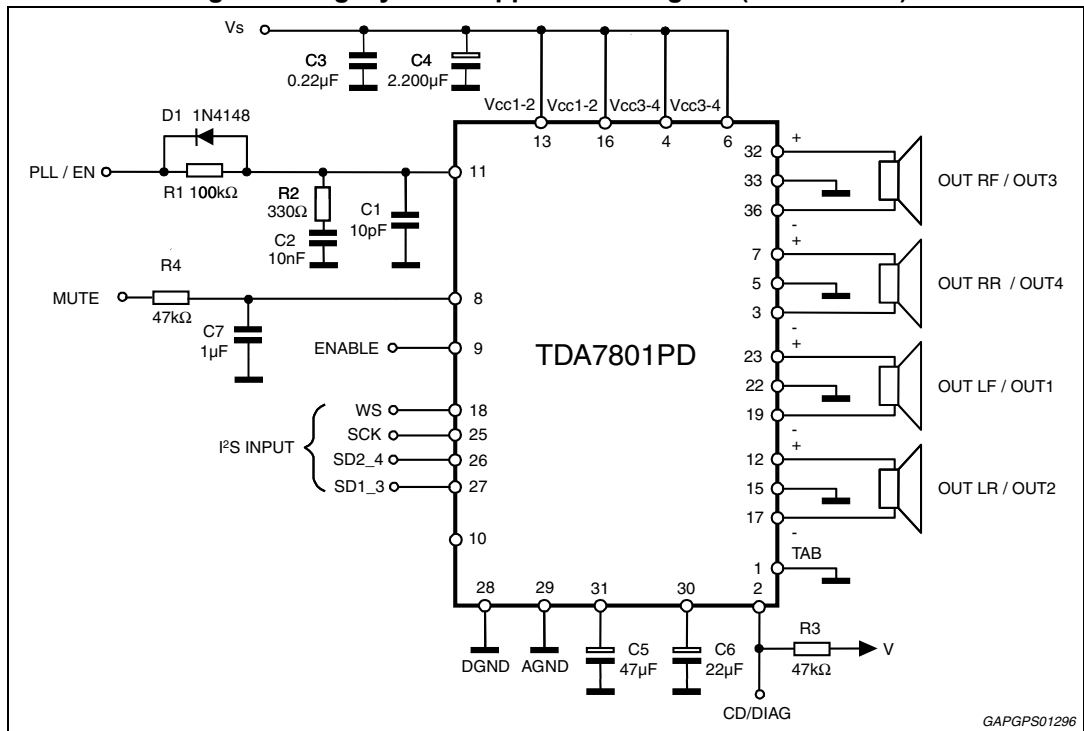 Vs
C3
0.22µF
C4
2.200µF
Vcc1-2 Vcc1-2 Vcc3-4 Vcc3-4
13 16 4 6
D1 1N4148
PLL / EN
R1 100kΩ
11
R2
330Ω
C2
10nF
C1
10pF
R4
MUTE
47kΩ
8
C7
1µF
ENABLE
9
TDA7801PD
I²S INPUT
WS
18
SCK
25
SD2_4
26
SD1_3
27
10
32
+
33
36
-
OUT RF / OUT3
7
+
5
3
-
OUT RR / OUT4
23
+
22
19
-
OUT LF / OUT1
12
+
15
17
-
OUT LR / OUT2
TAB
1
28 29 31 30 2
DGND
AGND
C5
47µF
C6
22µF
R3
47kΩ
V
CD/DIAG
GAPGPS01296